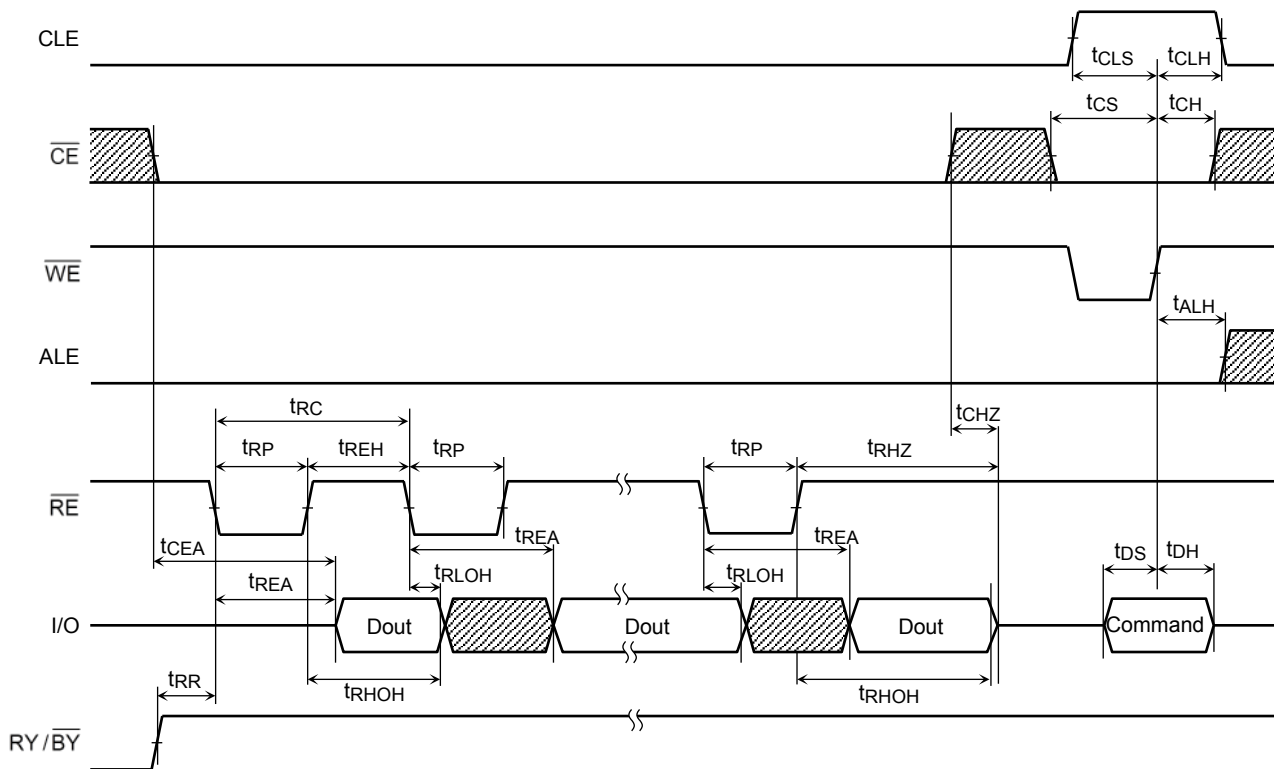 CLE
tCLS tCLH
tCS tCH
CE
WE
tALH
ALE
tRC
tCHZ
tRP tREH tRP tRP tRHZ
RE
tCEA tREA tREA
tREA tRLOH tRLOH tDS tDH
I/O Dout Dout Dout Command
tRR tRHOH tRHOH
RY/BY